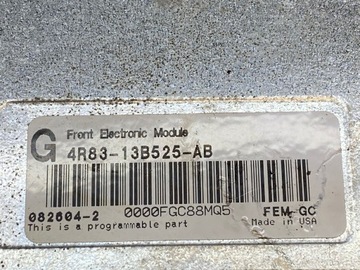 G Front Electronic Module
4R83-13B525-AB
082604-2 0000FGC88MQ5 FEM-GC
This is a programmable part Made in USA